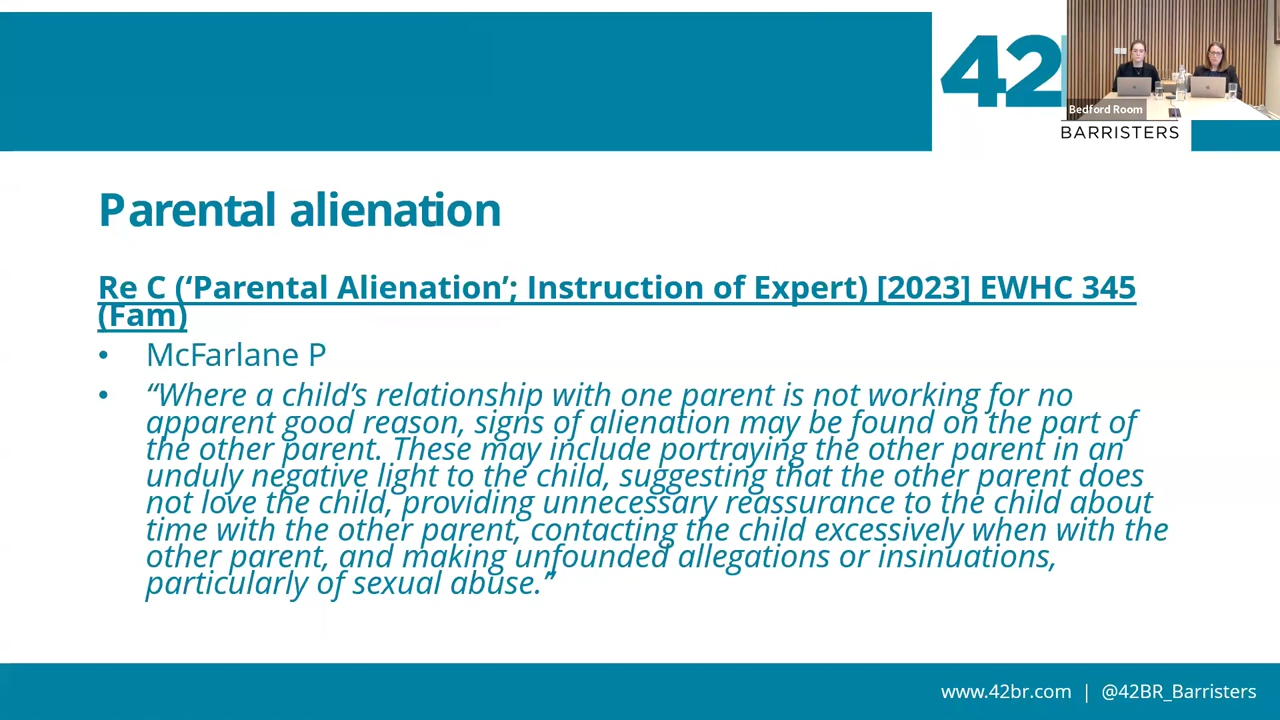 42
Bedford Room
BARRISTERS
Parental alienation
Re C (‘Parental Alienation’; Instruction of Expert) [2023] EWHC 345
(Fam)
• McFarlane P
• “Where a child’s relationship with one parent is not working for no
apparent good reason, signs of alienation may be found on the part of
the other parent. These may include portraying the other parent in an
unduly negative light to the child, suggesting that the other parent does
not love the child, providing unnecessary reassurance to the child about
time with the other parent, contacting the child excessively when with the
other parent, and making unfounded allegations or insinuations,
particularly of sexual abuse.”
www.42br.com | @42BR_Barristers